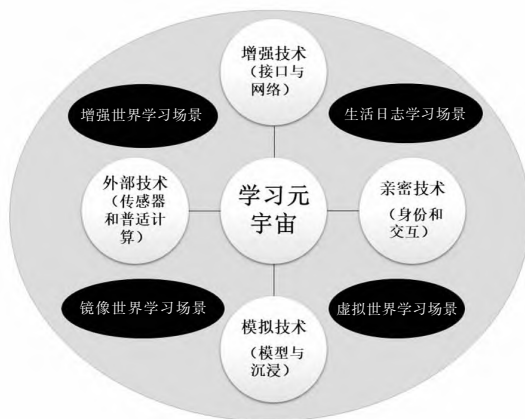 增强技术
（接口与
网络）
增强世界学习场景
生活日志学习场景
外部技术
（传感器
和普适计
算）
学习元
宇宙
亲密技术
（身份和
交互）
镜像世界学习场景
虚拟世界学习场景
模拟技术
（模型与
沉浸）